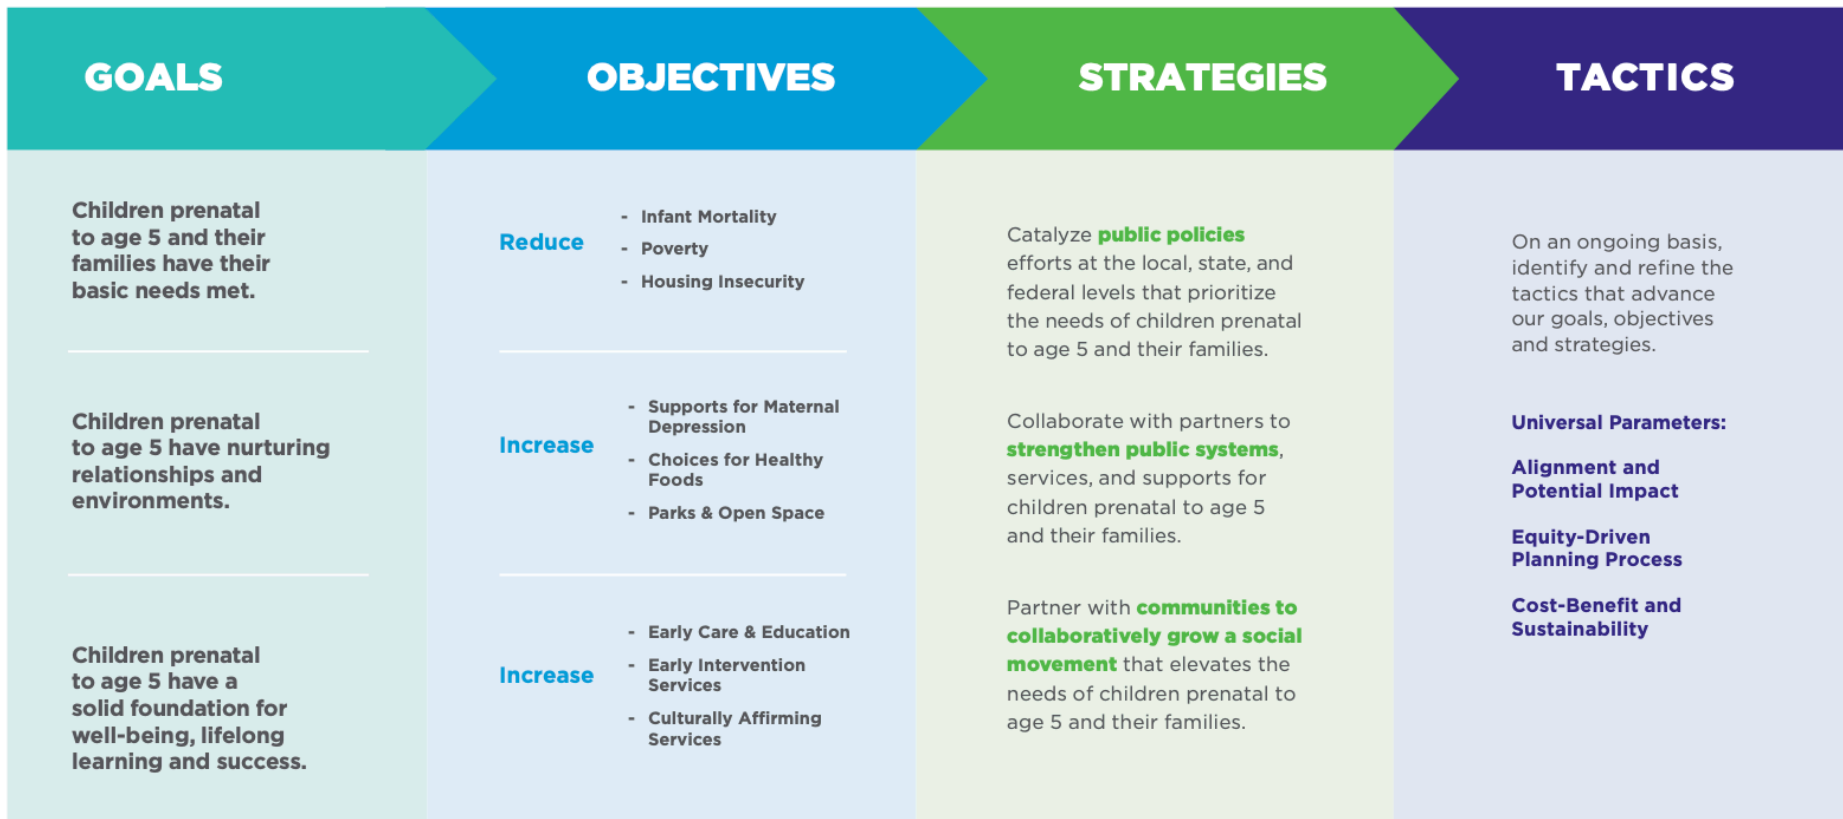 GOALS
OBJECTIVES
STRATEGIES
TACTICS
Children prenatal
to age 5 and their
families have their
basic needs met.
Children prenatal
to age 5 have nurturing
relationships and
environments.
Children prenatal
to age 5 have a
solid foundation for
well-being, lifelong
learning and success.
Reduce
- Infant Mortality
- Poverty
- Housing Insecurity
Increase
- Supports for Maternal
Depression
- Choices for Healthy
Foods
- Parks & Open Space
Increase
- Early Care & Education
- Early Intervention
Services
- Culturally Affirming
Services
Catalyze public policies
efforts at the local, state, and
federal levels that prioritize
the needs of children prenatal
to age 5 and their families.
Collaborate with partners to
strengthen public systems,
services, and supports for
children prenatal to age 5
and their families.
Partner with communities to
collaboratively grow a social
movement that elevates the
needs of children prenatal to
age 5 and their families.
On an ongoing basis,
identify and refine the
tactics that advance
our goals, objectives
and strategies.
Universal Parameters:
Alignment and
Potential Impact
Equity-Driven
Planning Process
Cost-Benefit and
Sustainability